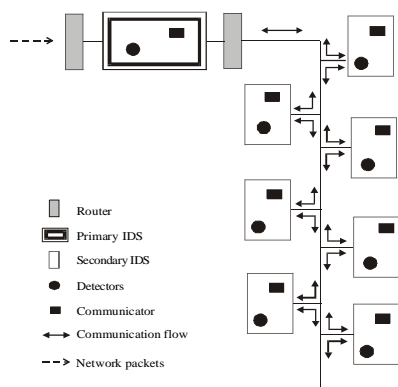 Router
Primary IDS
Secondary IDS
Detectors
Communicator
Communication flow
Network packets